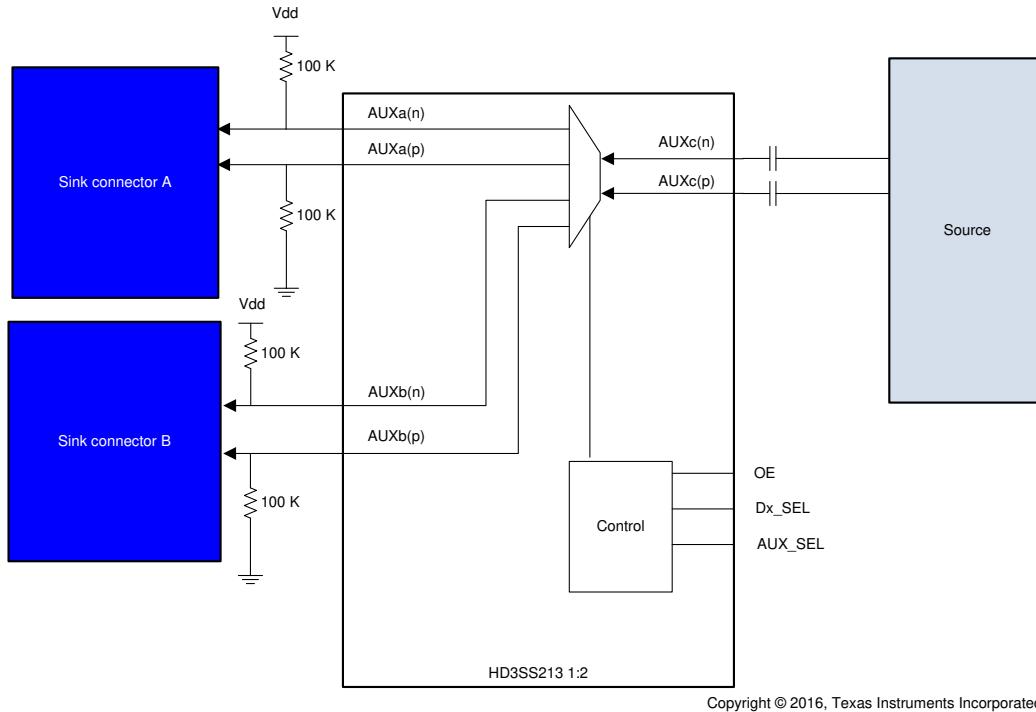 Vdd
100 K
AUXa(n)
AUXa(p)
AUXc(n)
AUXc(p)
Sink connector A
100 K
Source
Vdd
100 K
AUXb(n)
AUXb(p)
Sink connector B
100 K
OE
Dx_SEL
AUX_SEL
Control
HD3SS213 1:2
Copyright © 2016, Texas Instruments Incorporated